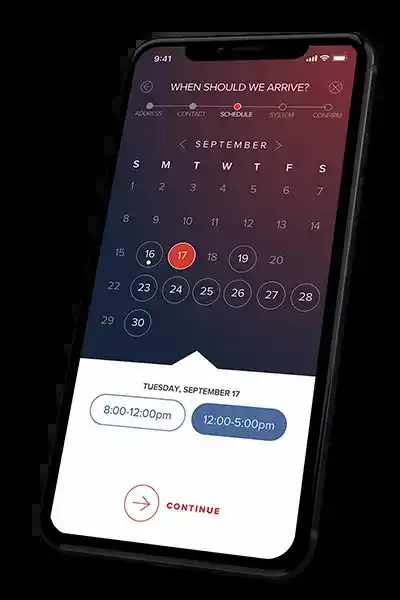 9:41
WHEN SHOULD WE ARRIVE?
ADDRESS CONTACT SCHEDULE SYSTEM CONFIRM
SEPTEMBER
S M T W T F S
1 2 3 4 5 6 7
8 9 10 11 12 13 14
15 16 17 18 19 20
22 23 24 25 26 27 28
29 30
TUESDAY, SEPTEMBER 17
8:00-12:00pm 12:00-5:00pm
CONTINUE